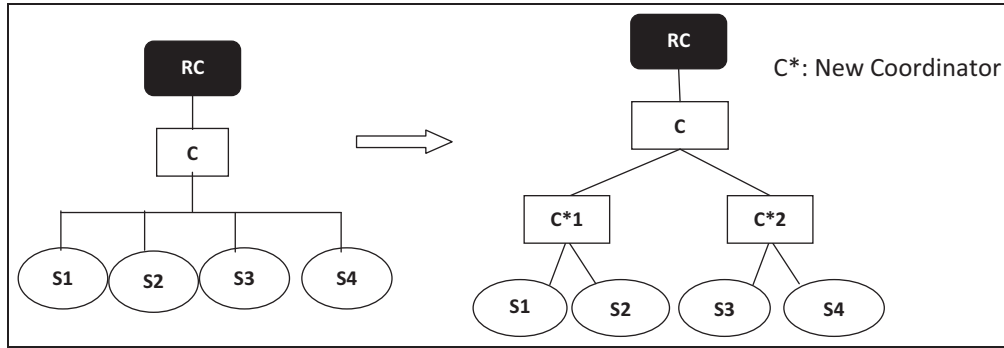 RC
C
S1
S2
S3
S4
RC
C*: New Coordinator
C
C*1
C*2
S1
S2
S3
S4